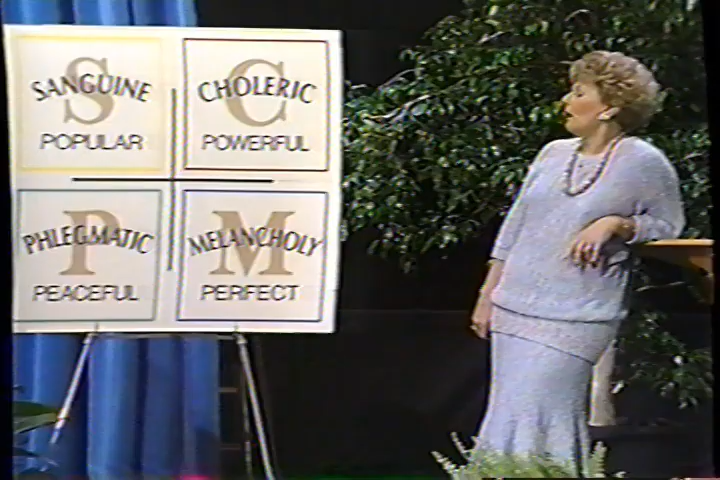 S
SANGUINE
POPULAR
C
CHOLERIC
POWERFUL
P
PHLEGMATIC
PEACEFUL
M
MELANCHOLY
PERFECT